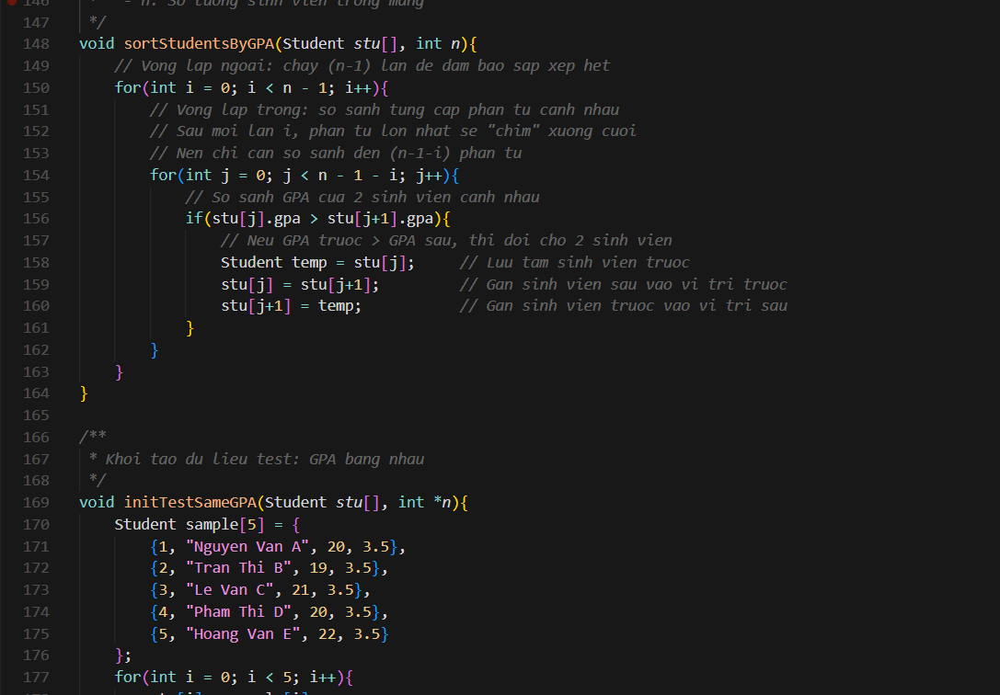 146 * - n: So luong sinh vien trong mang
147 */
148 void sortStudentsByGPA(Student stu[], int n){
149 // Vong lap ngoai: chay (n-1) lan de dam bao sap xep het
150 for(int i = 0; i < n - 1; i++){
151 // Vong lap trong: so sanh tung cap phan tu canh nhau
152 // Sau moi lan i, phan tu lon nhat se "chim" xuong cuoi
153 // Nen chi can so sanh den (n-1-i) phan tu
154 for(int j = 0; j < n - 1 - i; j++){
155 // So sanh GPA cua 2 sinh vien canh nhau
156 if(stu[j].gpa > stu[j+1].gpa){
157 // Neu GPA truoc > GPA sau, thi doi cho 2 sinh vien
158 Student temp = stu[j]; // Luu tam sinh vien truoc
159 stu[j] = stu[j+1]; // Gan sinh vien sau vao vi tri truoc
160 stu[j+1] = temp; // Gan sinh vien truoc vao vi tri sau
161 }
162 }
163 }
164 }
165
166 /**
167 * Khoi tao du lieu test: GPA bang nhau
168 */
169 void initTestSameGPA(Student stu[], int *n){
170 Student sample[5] = {
171 {1, "Nguyen Van A", 20, 3.5},
172 {2, "Tran Thi B", 19, 3.5},
173 {3, "Le Van C", 21, 3.5},
174 {4, "Pham Thi D", 20, 3.5},
175 {5, "Hoang Van E", 22, 3.5}
176 };
177 for(int i = 0; i < 5; i++){